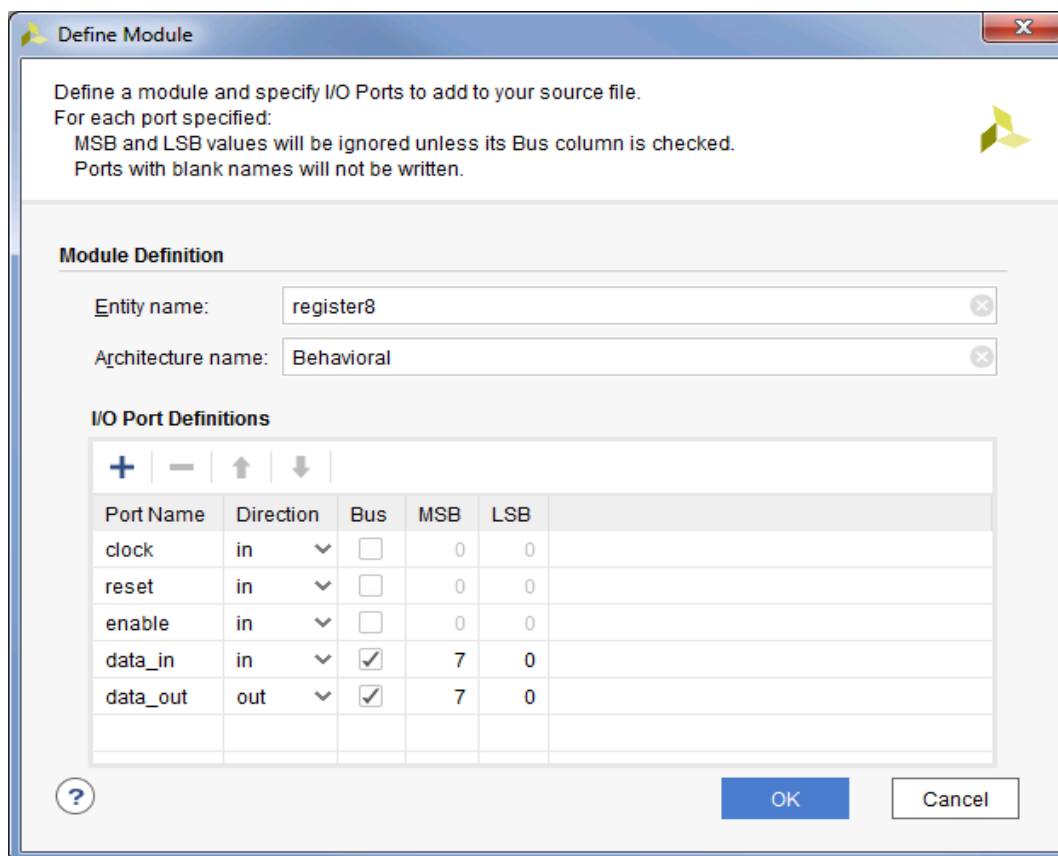 Define Module
Define a module and specify I/O Ports to add to your source file.
For each port specified:
MSB and LSB values will be ignored unless its Bus column is checked.
Ports with blank names will not be written.
Module Definition
Entity name: register8
Architecture name: Behavioral
I/O Port Definitions
Port Name Direction Bus MSB LSB
clock in 0 0
reset in 0 0
enable in 0 0
data_in in 7 0
data_out out 7 0
? OK Cancel